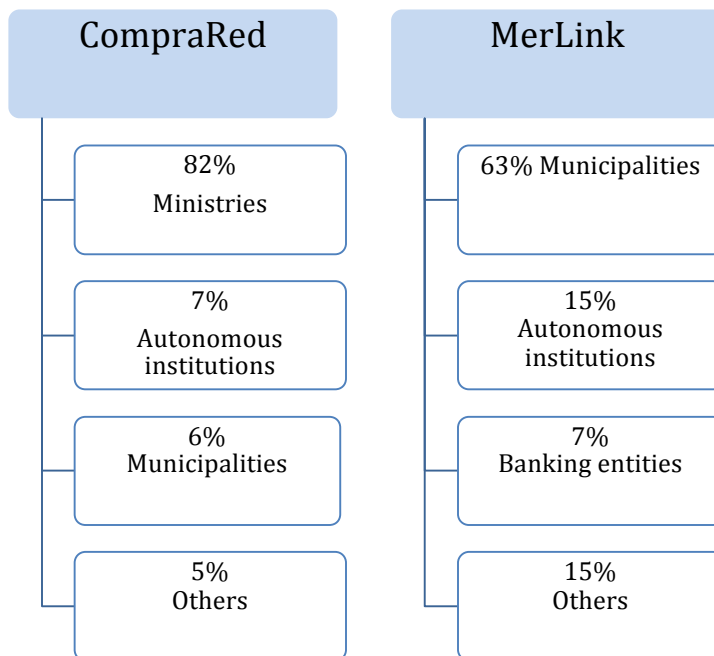 CompraRed
82%
Ministries
7%
Autonomous
institutions
6%
Municipalities
5%
Others
MerLink
63% Municipalities
15%
Autonomous
institutions
7%
Banking entities
15%
Others